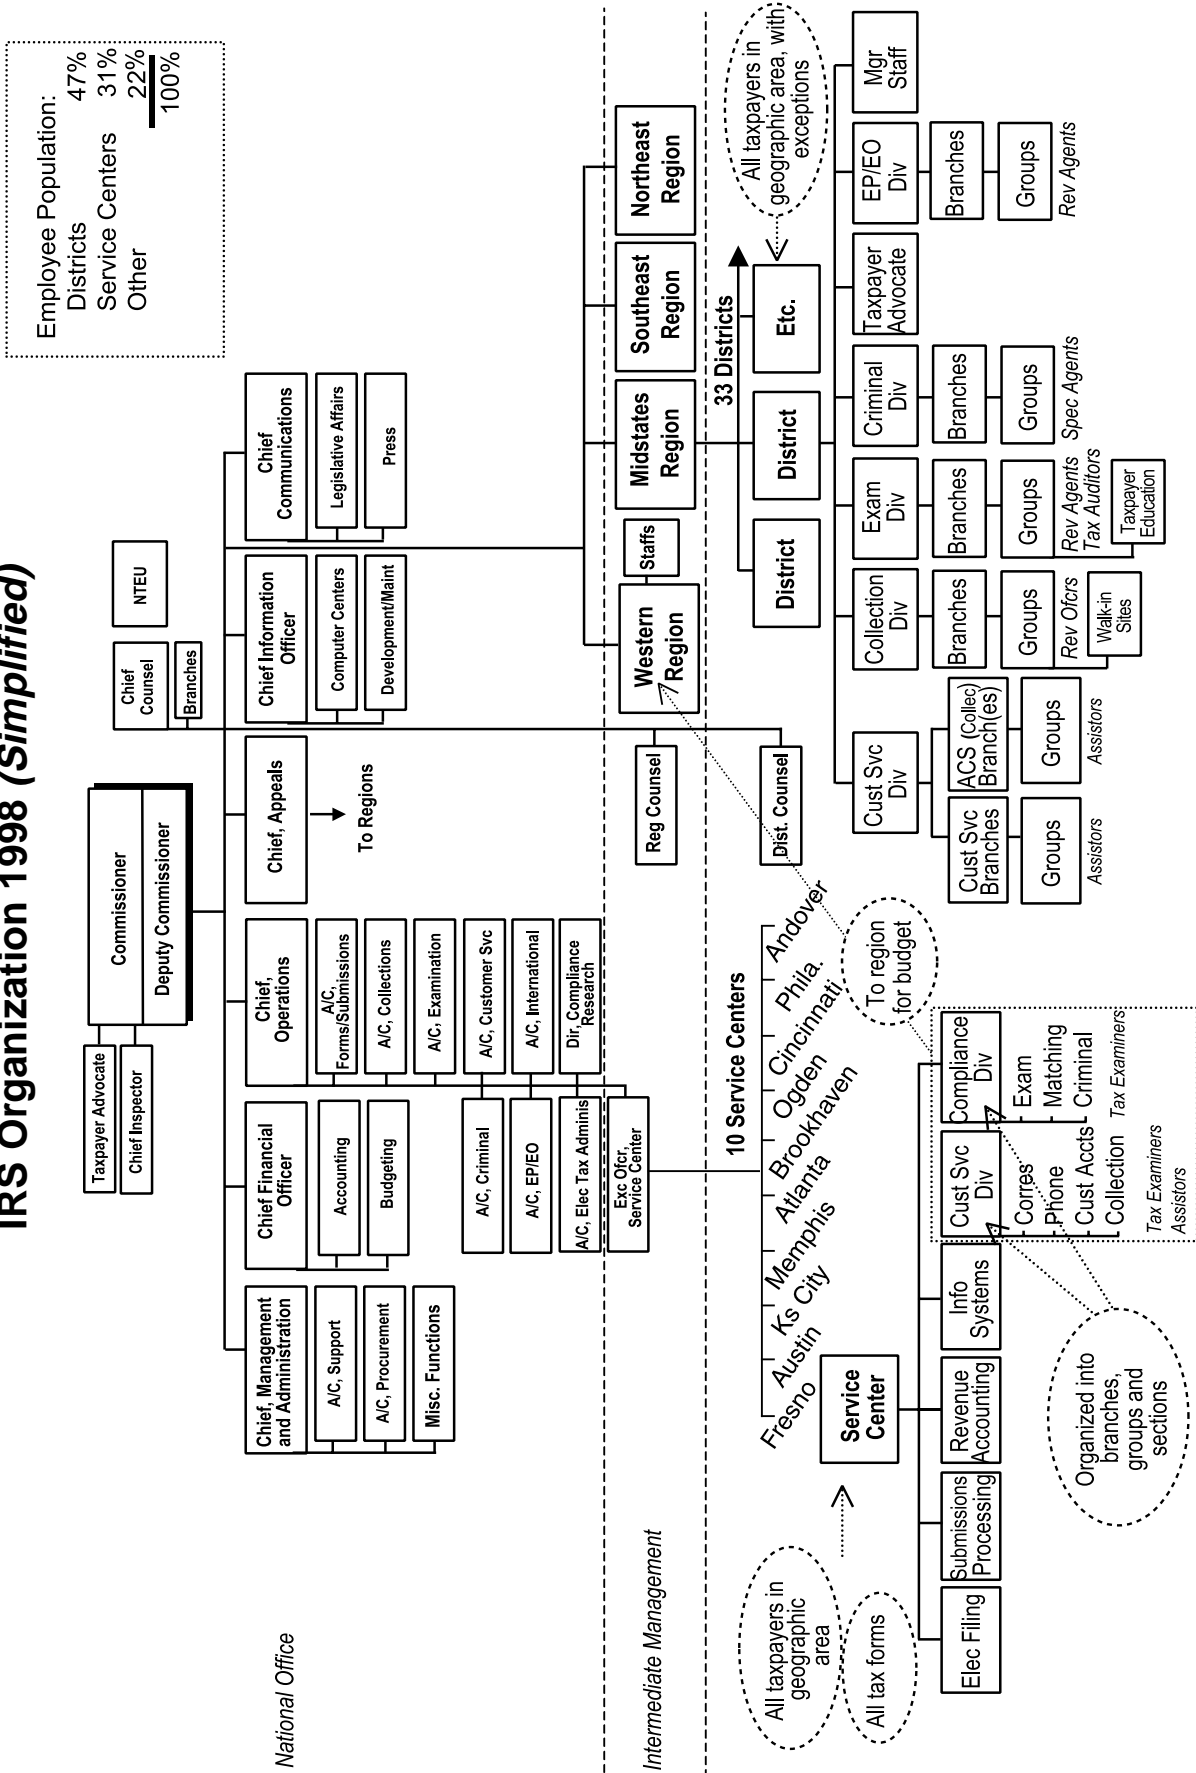 IRS Organization 1998 (Simplified)
Employee Population:
Districts 47%
Service Centers 31%
Other 22%
100%
Commissioner
Deputy Commissioner
Taxpayer Advocate
Chief Inspector
Chief
Counsel
Branches
NTEU
National Office
Chief, Management
and Administration
A/C, Support
A/C, Procurement
Misc. Functions
Chief Financial
Officer
Accounting
Budgeting
Chief,
Operations
A/C,
Forms/Submissions
A/C, Collections
A/C, Examination
A/C, Customer Svc
A/C, International
Dir, Compliance
Research
A/C, Criminal
A/C, EP/EO
A/C, Elec Tax Adminis
Exc Ofcr,
Service Center
Chief, Appeals
To Regions
Chief Information
Officer
Computer Centers
Development/Maint
Chief
Communications
Legislative Affairs
Press
Intermediate Management
Reg Counsel
Western
Region
Staffs
Midstates
Region
Southeast
Region
Northeast
Region
10 Service Centers
Fresno
Austin
Ks City
Memphis
Atlanta
Brookhaven
Ogden
Cincinnati
Phila.
Andover
Dist. Counsel
33 Districts
District
District
Etc.
All taxpayers in
geographic area, with
exceptions
All taxpayers in
geographic
area
All tax forms
Service
Center
To region
for budget
Elec Filing
Submissions
Processing
Revenue
Accounting
Info
Systems
Cust Svc
Div
Corres
Phone
Cust Accts
Collection
Tax Examiners
Assistors
Compliance
Div
Exam
Matching
Criminal
Tax Examiners
Organized into
branches,
groups and
sections
Cust Svc
Div
Cust Svc
Branches
Groups
Assistors
ACS (Collec)
Branch(es)
Groups
Assistors
Collection
Div
Branches
Groups
Rev Ofcrs
Walk-in
Sites
Exam
Div
Branches
Groups
Rev Agents
Tax Auditors
Taxpayer
Education
Criminal
Div
Branches
Groups
Spec Agents
Taxpayer
Advocate
EP/EO
Div
Branches
Groups
Rev Agents
Mgr
Staff